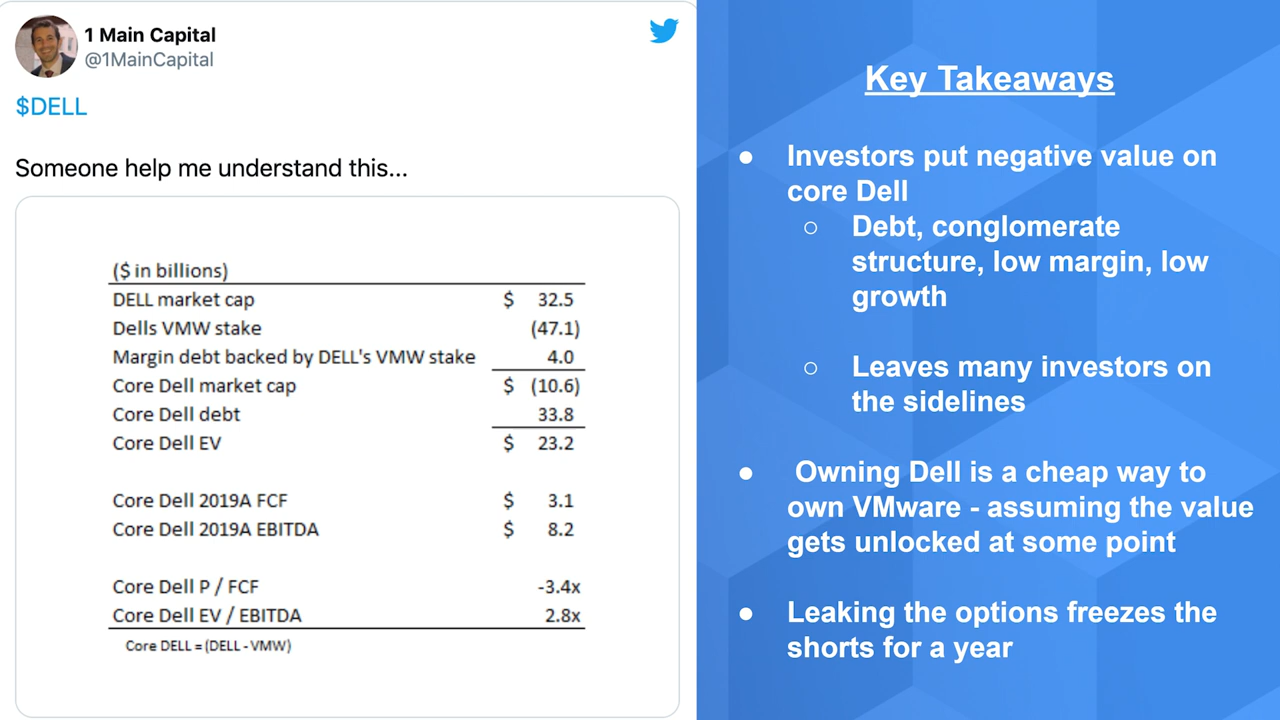 1 Main Capital
@1MainCapital
$DELL
Someone help me understand this...
($ in billions)
DELL market cap $ 32.5
Dells VMW stake (47.1)
Margin debt backed by DELL's VMW stake 4.0
Core Dell market cap $ (10.6)
Core Dell debt 33.8
Core Dell EV $ 23.2
Core Dell 2019A FCF $ 3.1
Core Dell 2019A EBITDA $ 8.2
Core Dell P / FCF -3.4x
Core Dell EV / EBITDA 2.8x
Core DELL = (DELL - VMW)
Key Takeaways
● Investors put negative value on
core Dell
○ Debt, conglomerate
structure, low margin, low
growth
○ Leaves many investors on
the sidelines
● Owning Dell is a cheap way to
own VMware - assuming the value
gets unlocked at some point
● Leaking the options freezes the
shorts for a year